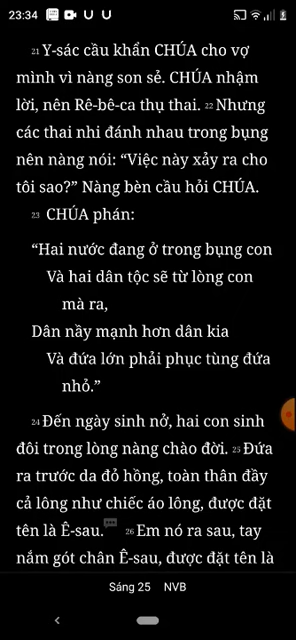 23:34
21 Y-sác cầu khẩn CHÚA cho vợ
mình vì nàng son sẻ. CHÚA nhậm
lời, nên Rê-bê-ca thụ thai. 22 Nhưng
các thai nhi đánh nhau trong bụng
nên nàng nói: “Việc này xảy ra cho
tôi sao?” Nàng bèn cầu hỏi CHÚA.
23 CHÚA phán:
“Hai nước đang ở trong bụng con
Và hai dân tộc sẽ từ lòng con
mà ra,
Dân nầy mạnh hơn dân kia
Và đứa lớn phải phục tùng đứa
nhỏ.”
24 Đến ngày sinh nở, hai con sinh
đôi trong lòng nàng chào đời. 25 Đứa
ra trước da đỏ hồng, toàn thân đầy
cả lông như chiếc áo lông, được đặt
tên là Ê-sau. 26 Em nó ra sau, tay
nắm gót chân Ê-sau, được đặt tên là
Sáng 25 NVB